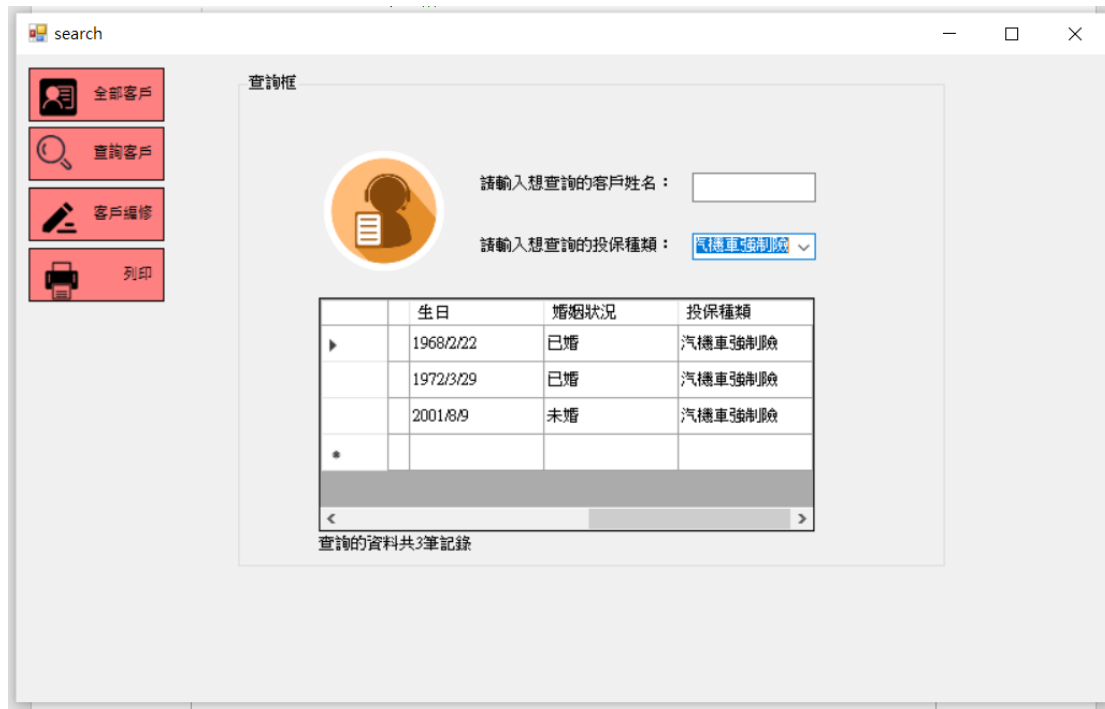 search
全部客戶
查詢客戶
客戶編修
列印
查詢框
請輸入想查詢的客戶姓名：
請輸入想查詢的投保種類：
汽機車強制險
生日 婚姻狀況 投保種類
1968/2/22 已婚 汽機車強制險
1972/3/29 已婚 汽機車強制險
2001/8/9 未婚 汽機車強制險
查詢的資料共3筆記錄